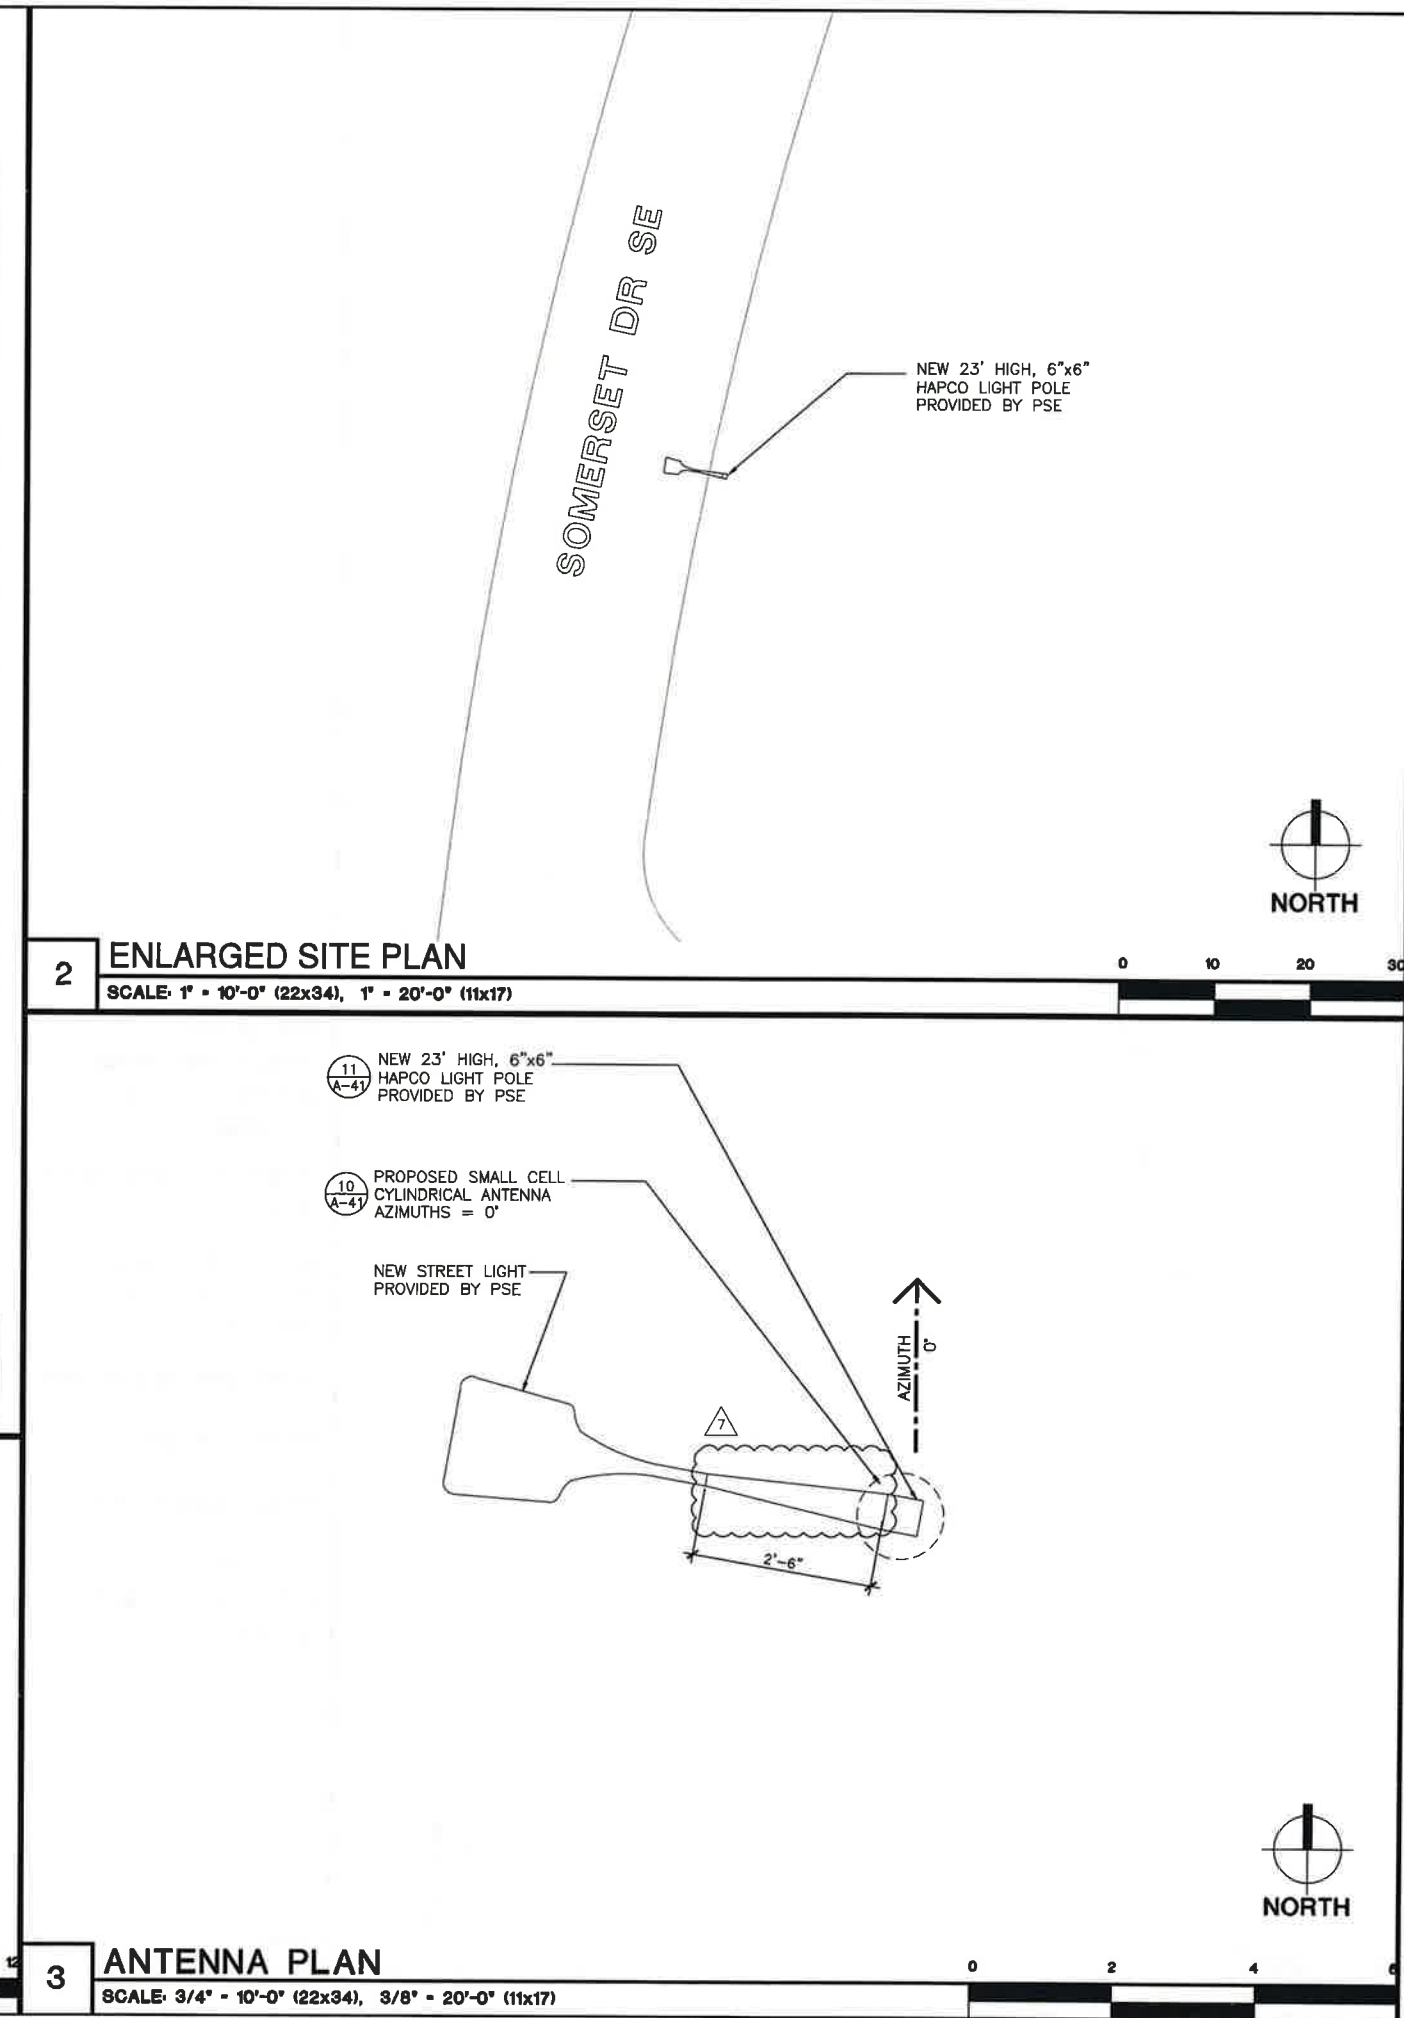 SOMERSET DR SE
NEW 23' HIGH, 6"x6"
HAPCO LIGHT POLE
PROVIDED BY PSE
NORTH
2
ENLARGED SITE PLAN
SCALE: 1" = 10'-0" (22x34), 1" = 20'-0" (11x17)
0 10 20 30
11
A-41
NEW 23' HIGH, 6"x6"
HAPCO LIGHT POLE
PROVIDED BY PSE
10
A-41
PROPOSED SMALL CELL
CYLINDRICAL ANTENNA
AZIMUTHS = 0°
NEW STREET LIGHT
PROVIDED BY PSE
AZIMUTH
0°
7
2'-6"
NORTH
12
3
ANTENNA PLAN
SCALE: 3/4" = 10'-0" (22x34), 3/8" = 20'-0" (11x17)
0 2 4 6